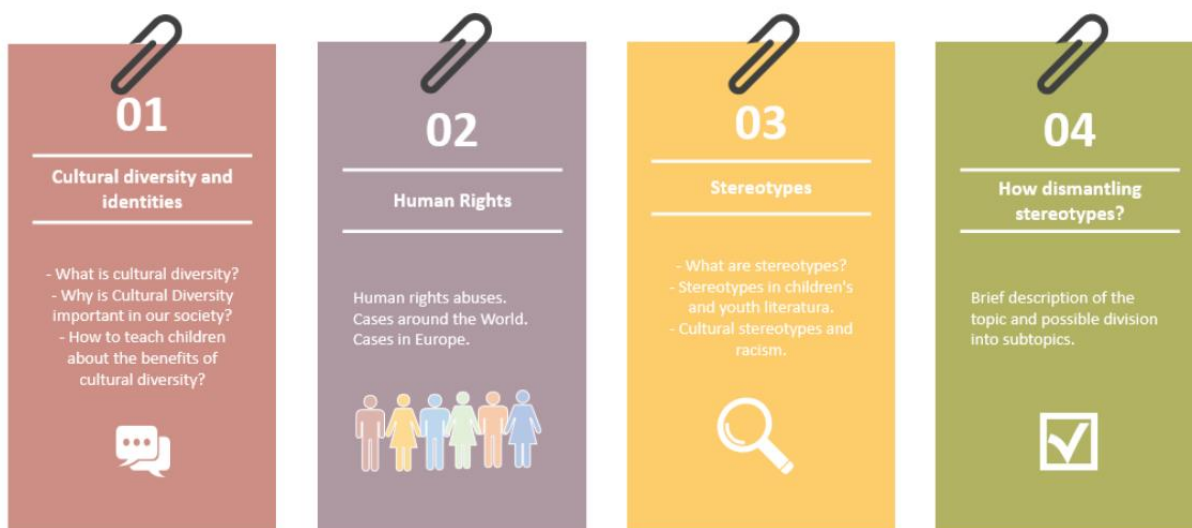 01
Cultural diversity and
identities
- What is cultural diversity?
- Why is Cultural Diversity
important in our society?
- How to teach children
about the benefits of
cultural diversity?
02
Human Rights
Human rights abuses.
Cases around the World.
Cases in Europe.
03
Stereotypes
- What are stereotypes?
- Stereotypes in children's
and youth literatura.
- Cultural stereotypes and
racism.
04
How dismantling
stereotypes?
Brief description of the
topic and possible division
into subtopics.